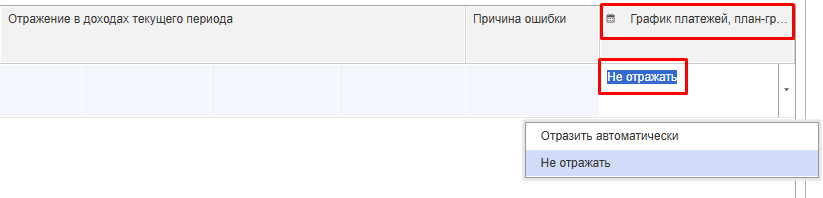 Отражение в доходах текущего периода
Причина ошибки
График платежей, план-гр...
Не отражать
Отразить автоматически
Не отражать